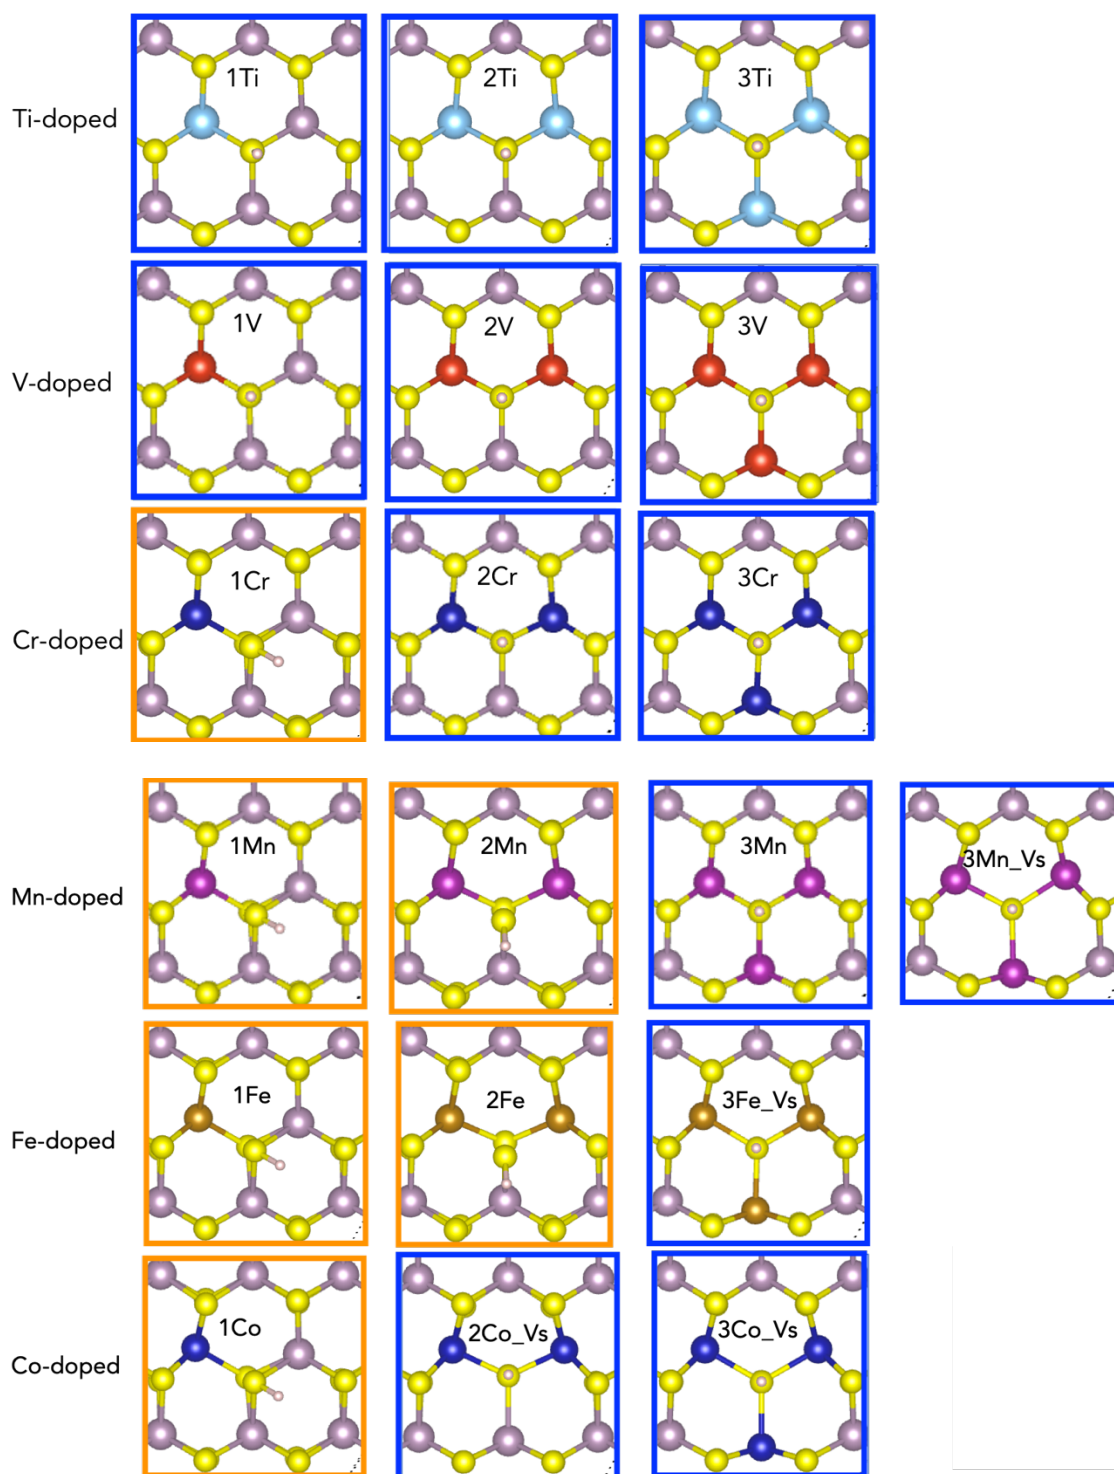 1Ti
2Ti
3Ti
Ti-doped
1V
2V
3V
V-doped
1Cr
2Cr
3Cr
Cr-doped
1Mn
2Mn
3Mn
3Mn_Vs
Mn-doped
1Fe
2Fe
3Fe_Vs
Fe-doped
1Co
2Co_Vs
3Co_Vs
Co-doped